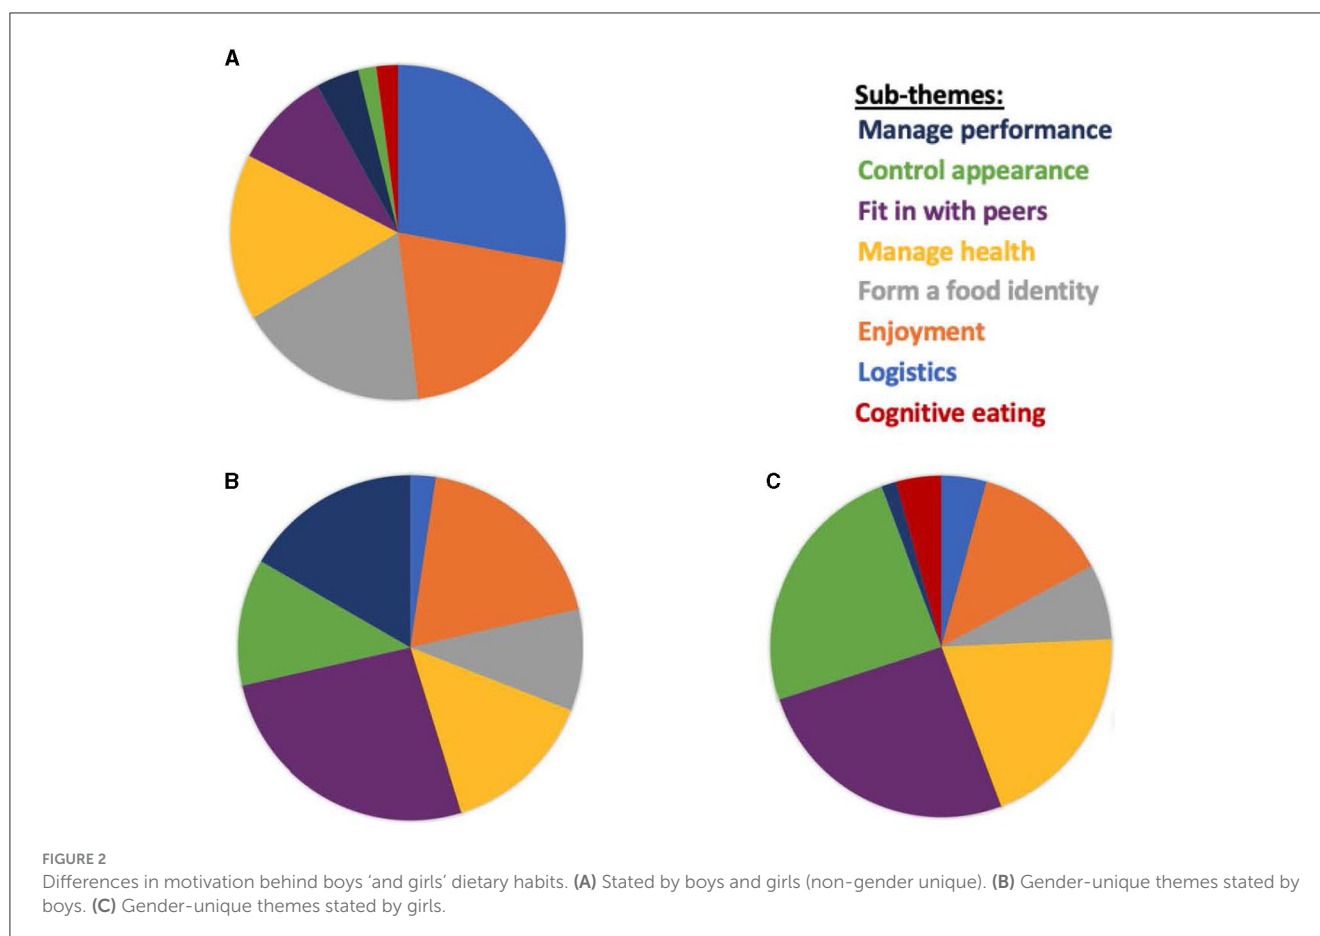 A
Sub-themes:
Manage performance
Control appearance
Fit in with peers
Manage health
Form a food identity
Enjoyment
Logistics
Cognitive eating
B
C
FIGURE 2
Differences in motivation behind boys ‘and girls’ dietary habits. (A) Stated by boys and girls (non-gender unique). (B) Gender-unique themes stated by
boys. (C) Gender-unique themes stated by girls.